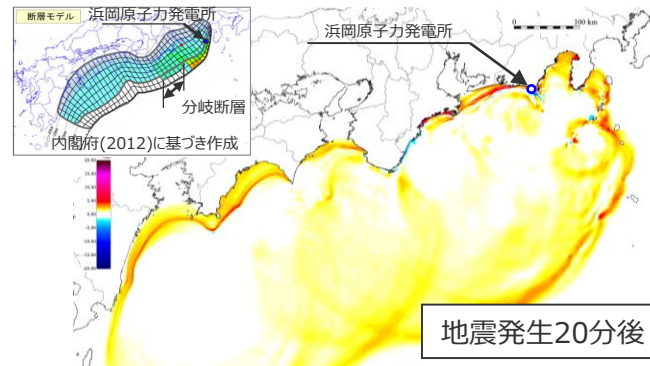 断層モデル
浜岡原子力発電所
分岐断層
内閣府(2012)に基づき作成
浜岡原子力発電所
0
100 km
地震発生20分後